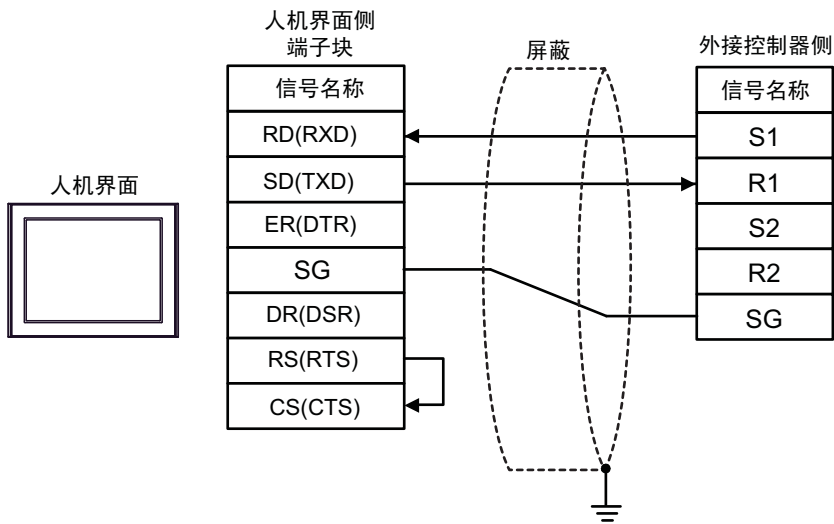 人机界面侧
端子块
屏蔽
外接控制器侧
人机界面
信号名称
RD(RXD)
SD(TXD)
ER(DTR)
SG
DR(DSR)
RS(RTS)
CS(CTS)
信号名称
S1
R1
S2
R2
SG